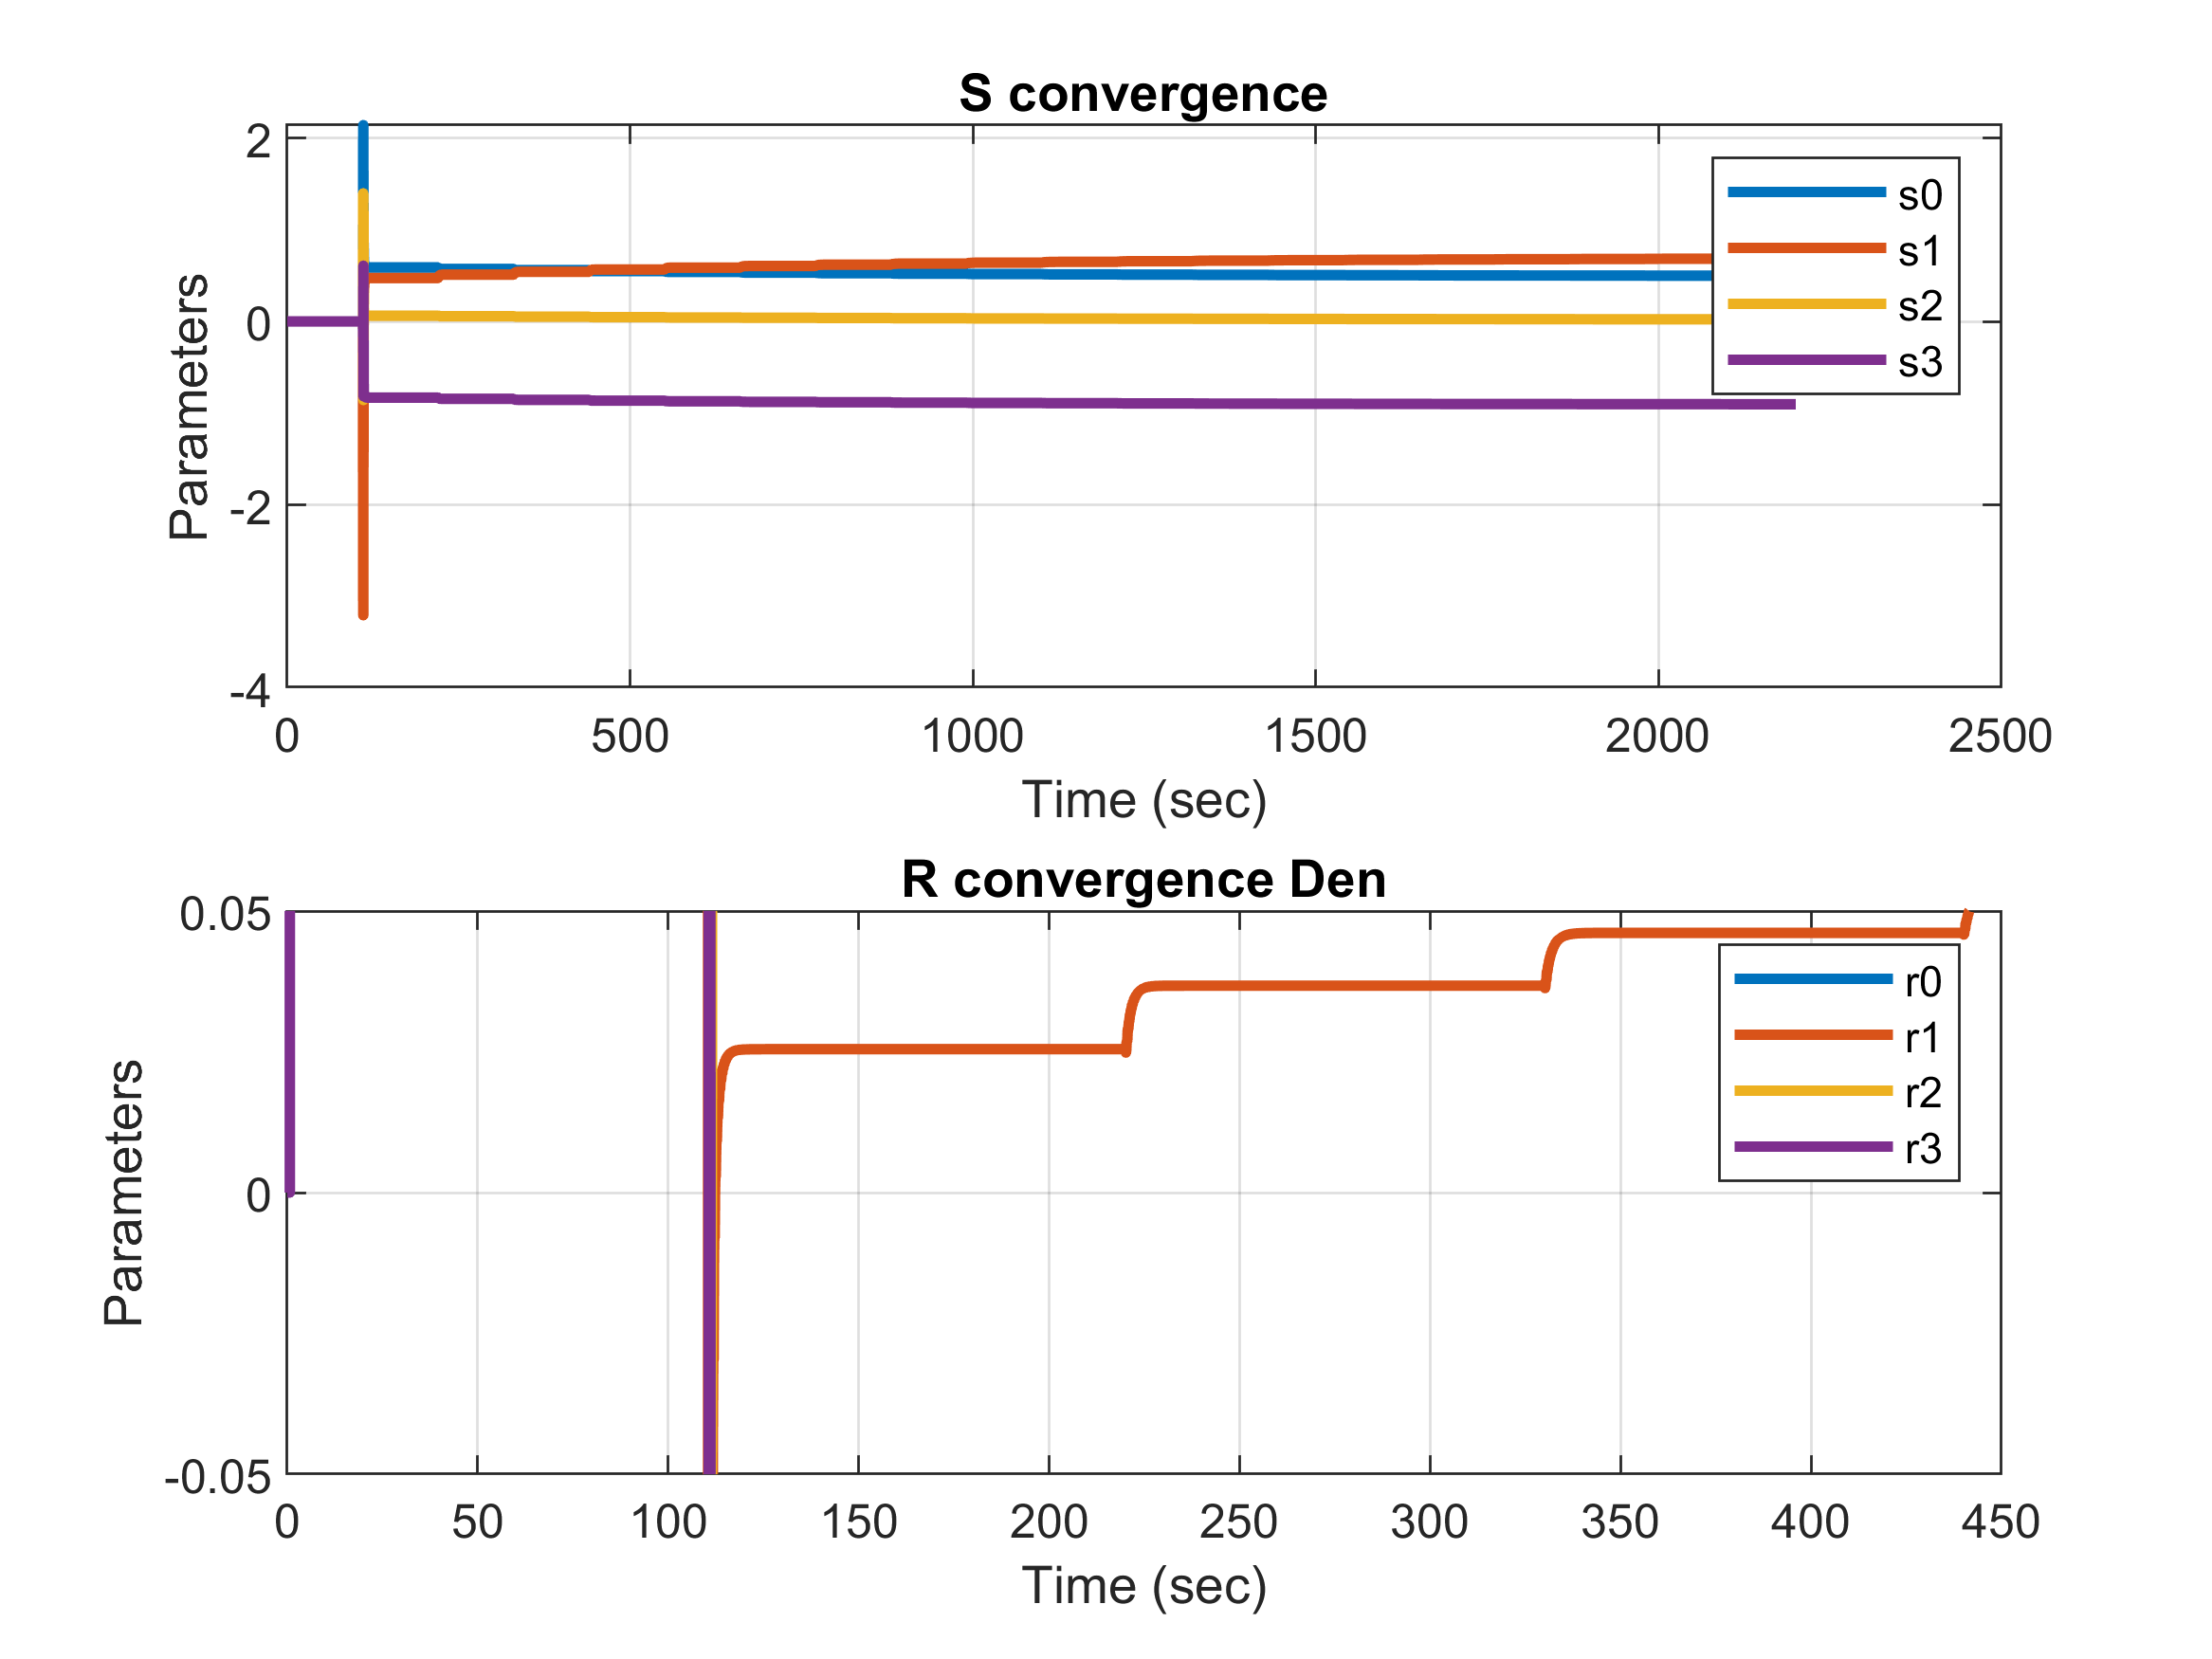 S convergence
2
0
-2
-4
Parameters
s0
s1
s2
s3
0 500 1000 1500 2000 2500
Time (sec)
R convergence Den
0.05
0
-0.05
Parameters
r0
r1
r2
r3
0 50 100 150 200 250 300 350 400 450
Time (sec)